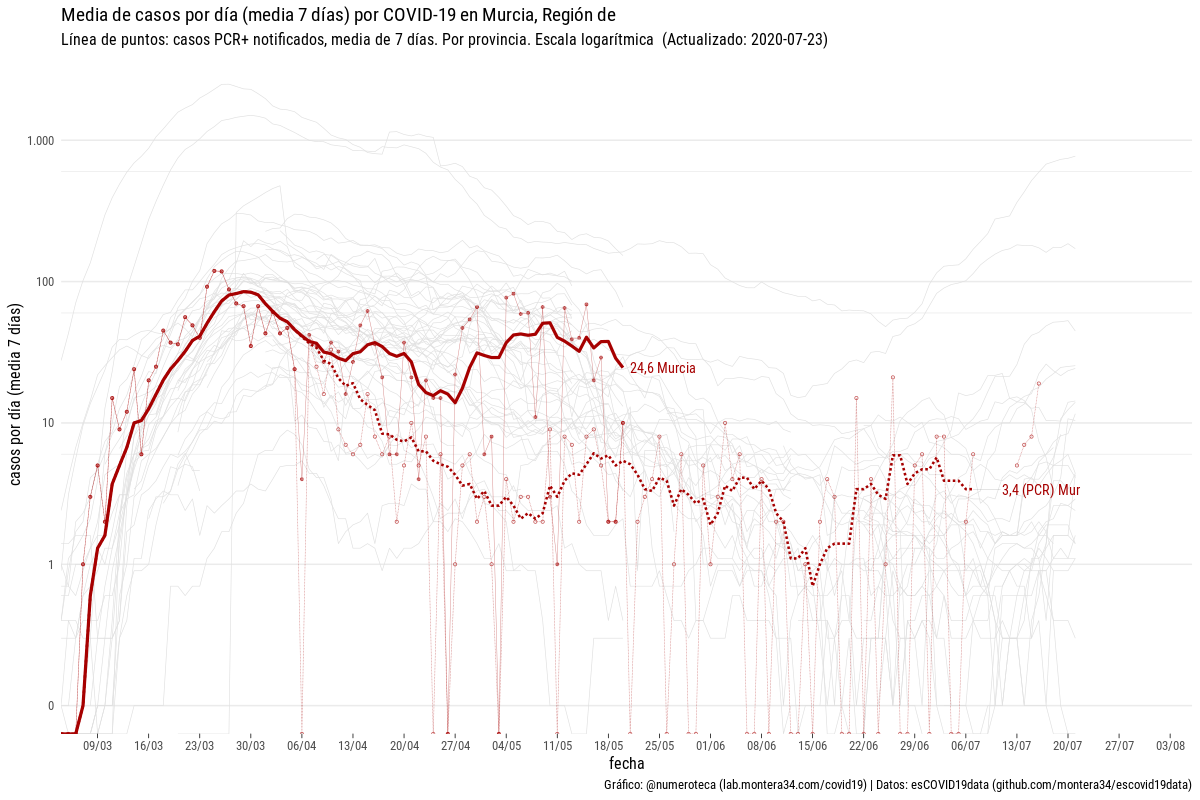 Media de casos por día (media 7 días) por COVID-19 en Murcia, Región de
Línea de puntos: casos PCR+ notificados, media de 7 días. Por provincia. Escala logarítmica (Actualizado: 2020-07-23)
casos por día (media 7 días)
1.000
100
10
1
0
24,6 Murcia
3,4 (PCR) Mur
09/03 16/03 23/03 30/03 06/04 13/04 20/04 27/04 04/05 11/05 18/05 25/05 01/06 08/06 15/06 22/06 29/06 06/07 13/07 20/07 27/07 03/08
fecha
Gráfico: @numeroteca (lab.montera34.com/covid19) | Datos: esCOVID19data (github.com/montera34/escovid19data)